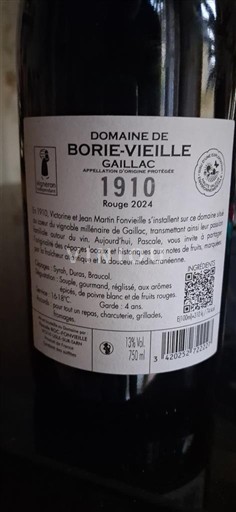 DOMAINE DE
BORIE-VIEILLE
GAILLAC
APPELLATION D'ORIGINE PROTÉGÉE
1910
Rouge 2024
vigneron
En 1910, Victorine et Jean Martin Fonvieille s'installent sur ce domaine situé
au cœur du vignoble millénaire de Gaillac, transmettant ainsi leur passion
familiale autour du vin. Aujourd'hui, Pascale, vous invite à partager
l'originalité des cépages locaux et historiques aux notes de fruits, marquées
par la fraîcheur et la douceur méditerranéenne.
Cépages : Syrah, Duras, Braucol.
Dégustation : Souple, gourmand, réglissé, aux arômes
épicés, de poivre blanc et de fruits rouges.
Service : 16-18°C. Garde : 4 ans.
pour un repas, charcuterie, grillades,
fromages.
INGRÉDIENTS
13% Vol.
750 ml